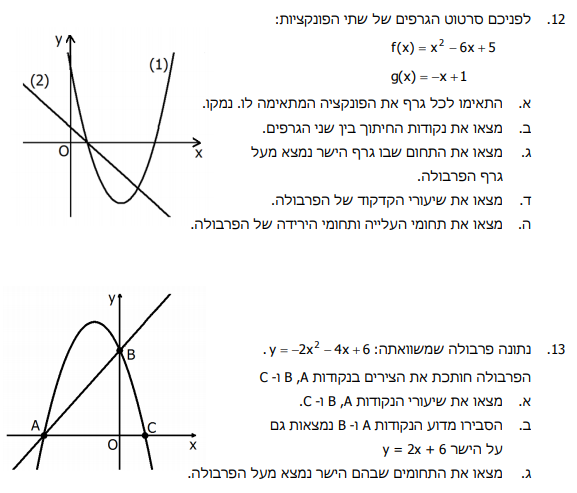 12. לפניכם סרטוט הגרפים של שתי הפונקציות:
f(x) = x² – 6x + 5
g(x) = –x + 1
א. התאימו לכל גרף את הפונקציה המתאימה לו. נמקו.
ב. מצאו את נקודות החיתוך בין שני הגרפים.
ג. מצאו את התחום שבו גרף הישר נמצא מעל
גרף הפרבולה.
ד. מצאו את שיעורי הקדקוד של הפרבולה.
ה. מצאו את תחומי העלייה ותחומי הירידה של הפרבולה.
y
(1)
(2)
O
x
13. נתונה פרבולה שמשוואתה: y = –2x² – 4x + 6 .
הפרבולה חותכת את הצירים בנקודות A, B ו- C
א. מצאו את שיעורי הנקודות A, B ו- C.
ב. הסבירו מדוע הנקודות A ו- B נמצאות גם
על הישר y = 2x + 6
ג. מצאו את התחומים שבהם הישר נמצא מעל הפרבולה.
y
B
A
C
O
x